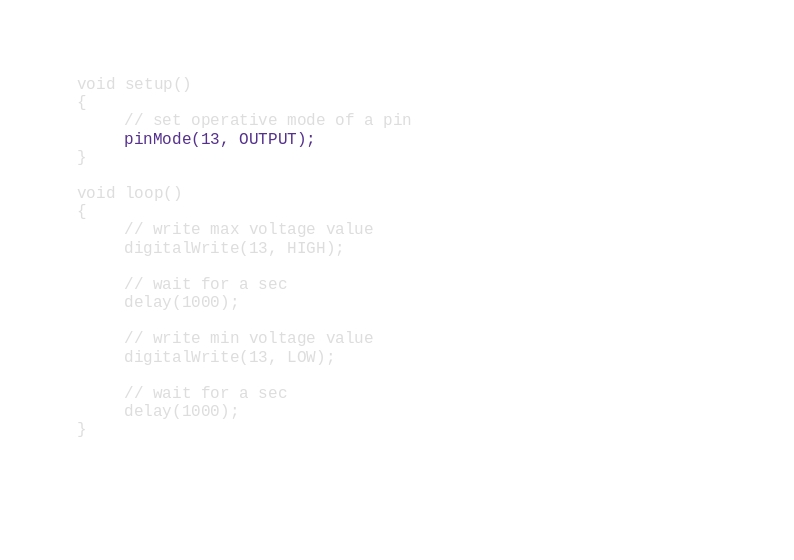 void setup()
{
     // set operative mode of a pin
     pinMode(13, OUTPUT);
}

void loop()
{
     // write max voltage value
     digitalWrite(13, HIGH);

     // wait for a sec
     delay(1000);

     // write min voltage value
     digitalWrite(13, LOW);

     // wait for a sec
     delay(1000);
}